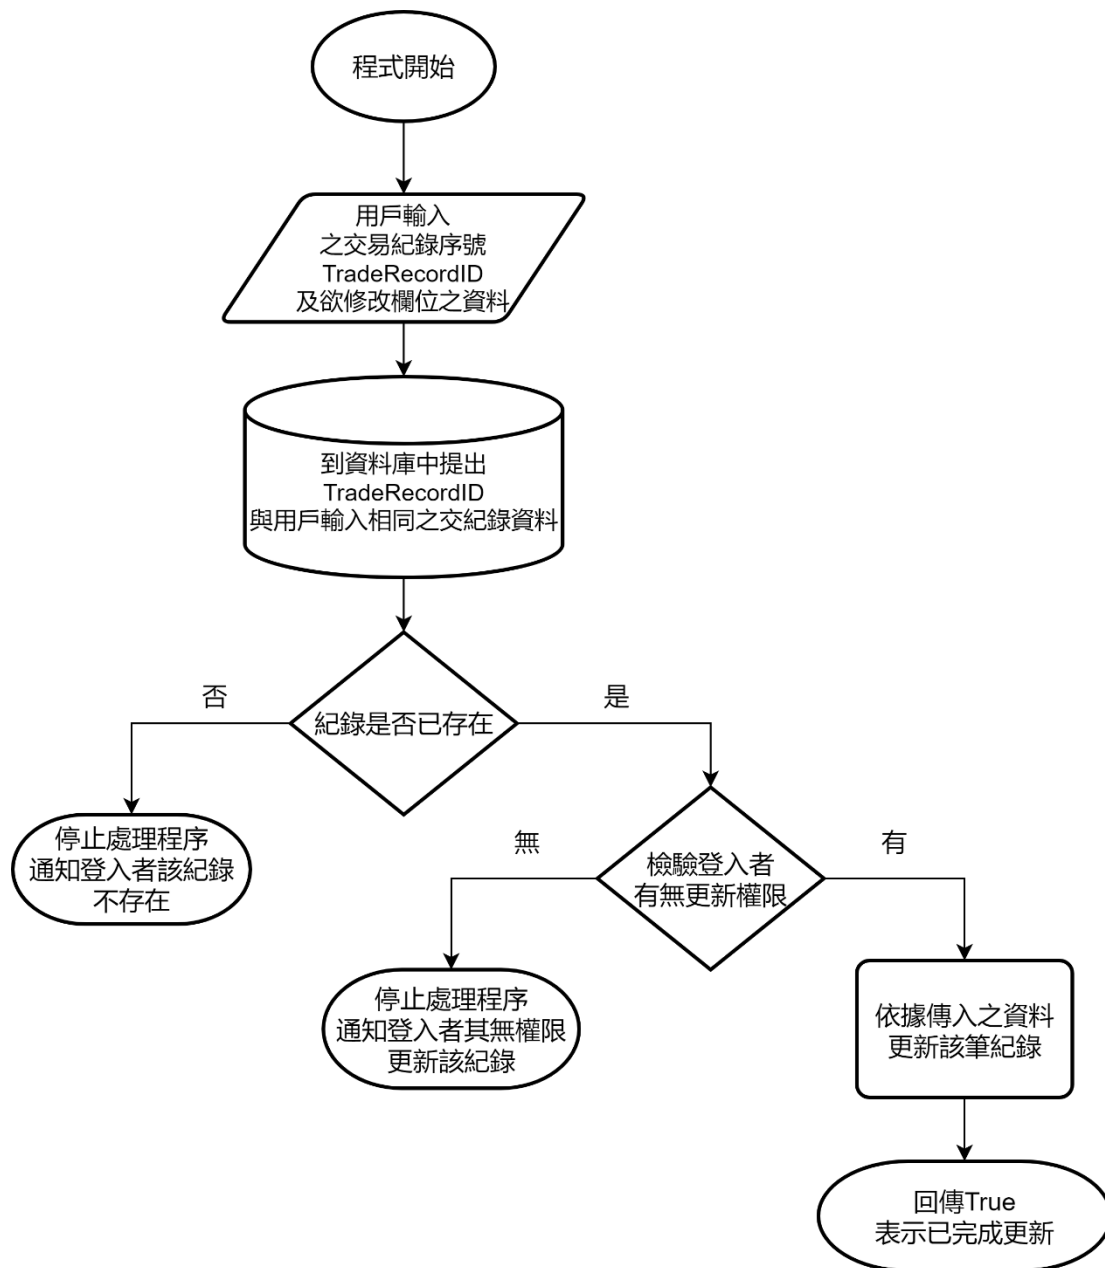 程式開始
用戶輸入
之交易紀錄序號
TradeRecordID
及欲修改欄位之資料
到資料庫中提出
TradeRecordID
與用戶輸入相同之交紀錄資料
否
是
紀錄是否已存在
停止處理程序
通知登入者該紀錄
不存在
無
有
檢驗登入者
有無更新權限
停止處理程序
通知登入者其無權限
更新該紀錄
依據傳入之資料
更新該筆紀錄
回傳True
表示已完成更新